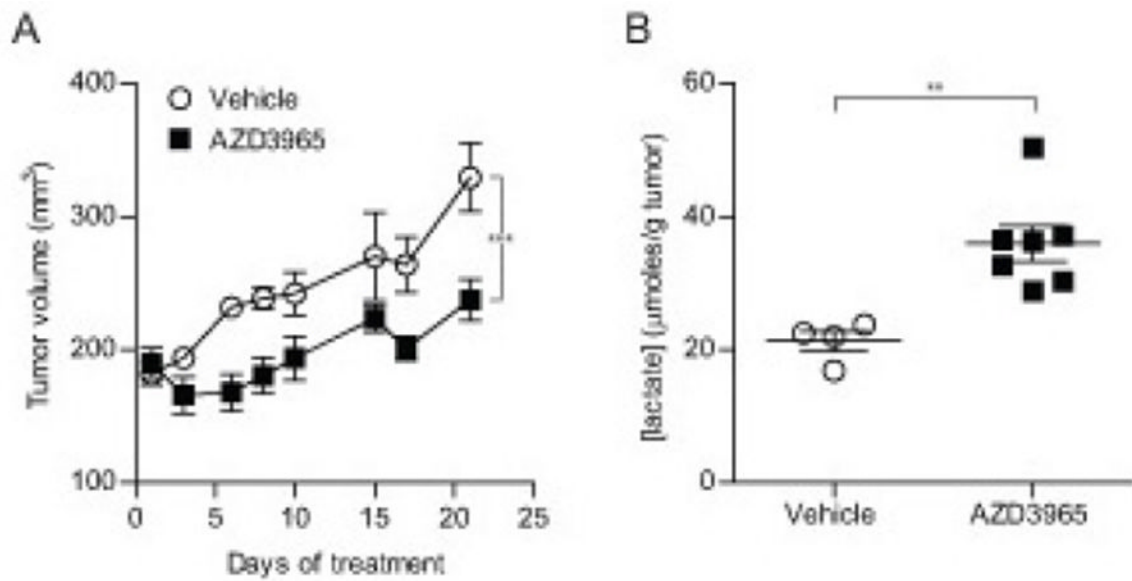 A
Tumor volume (mm³)
400
300
200
100
Vehicle
AZD3965
***
0 5 10 15 20 25
Days of treatment
B
[lactate] (μmoles/g tumor)
60
40
20
0
**
Vehicle AZD3965